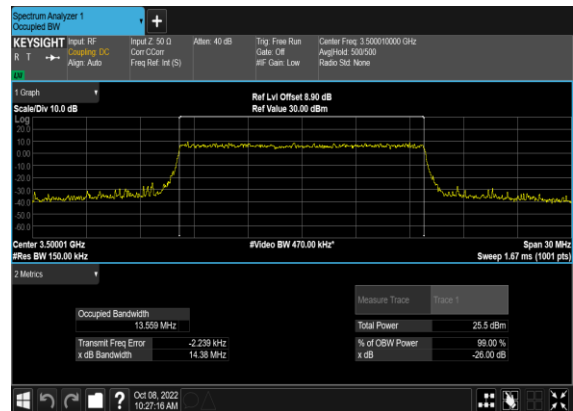 Spectrum Analyzer 1
Occupied BW
KEYSIGHT Input: RF Input Z: 50 Ω Atten: 40 dB Trig: Free Run Center Freq: 3.500010000 GHz
R T Coupling: DC Corr CCorr Gate: Off Avg|Hold: 500/500
Align: Auto Freq Ref: Int (S) #IF Gain: Low Radio Std: None
LXI
1 Graph
Ref Lvl Offset 8.90 dB
Scale/Div 10.0 dB Ref Value 30.00 dBm
Log
20.0
10.0
0.00
-10.0
-20.0
-30.0
-40.0
-50.0
-60.0
Center 3.50001 GHz #Video BW 470.00 kHz* Span 30 MHz
#Res BW 150.00 kHz Sweep 1.67 ms (1001 pts)
2 Metrics
Measure Trace Trace 1
Occupied Bandwidth
13.559 MHz Total Power 25.5 dBm
Transmit Freq Error -2.239 kHz % of OBW Power 99.00 %
x dB Bandwidth 14.38 MHz x dB -26.00 dB
?
Oct 08, 2022
10:27:16 AM